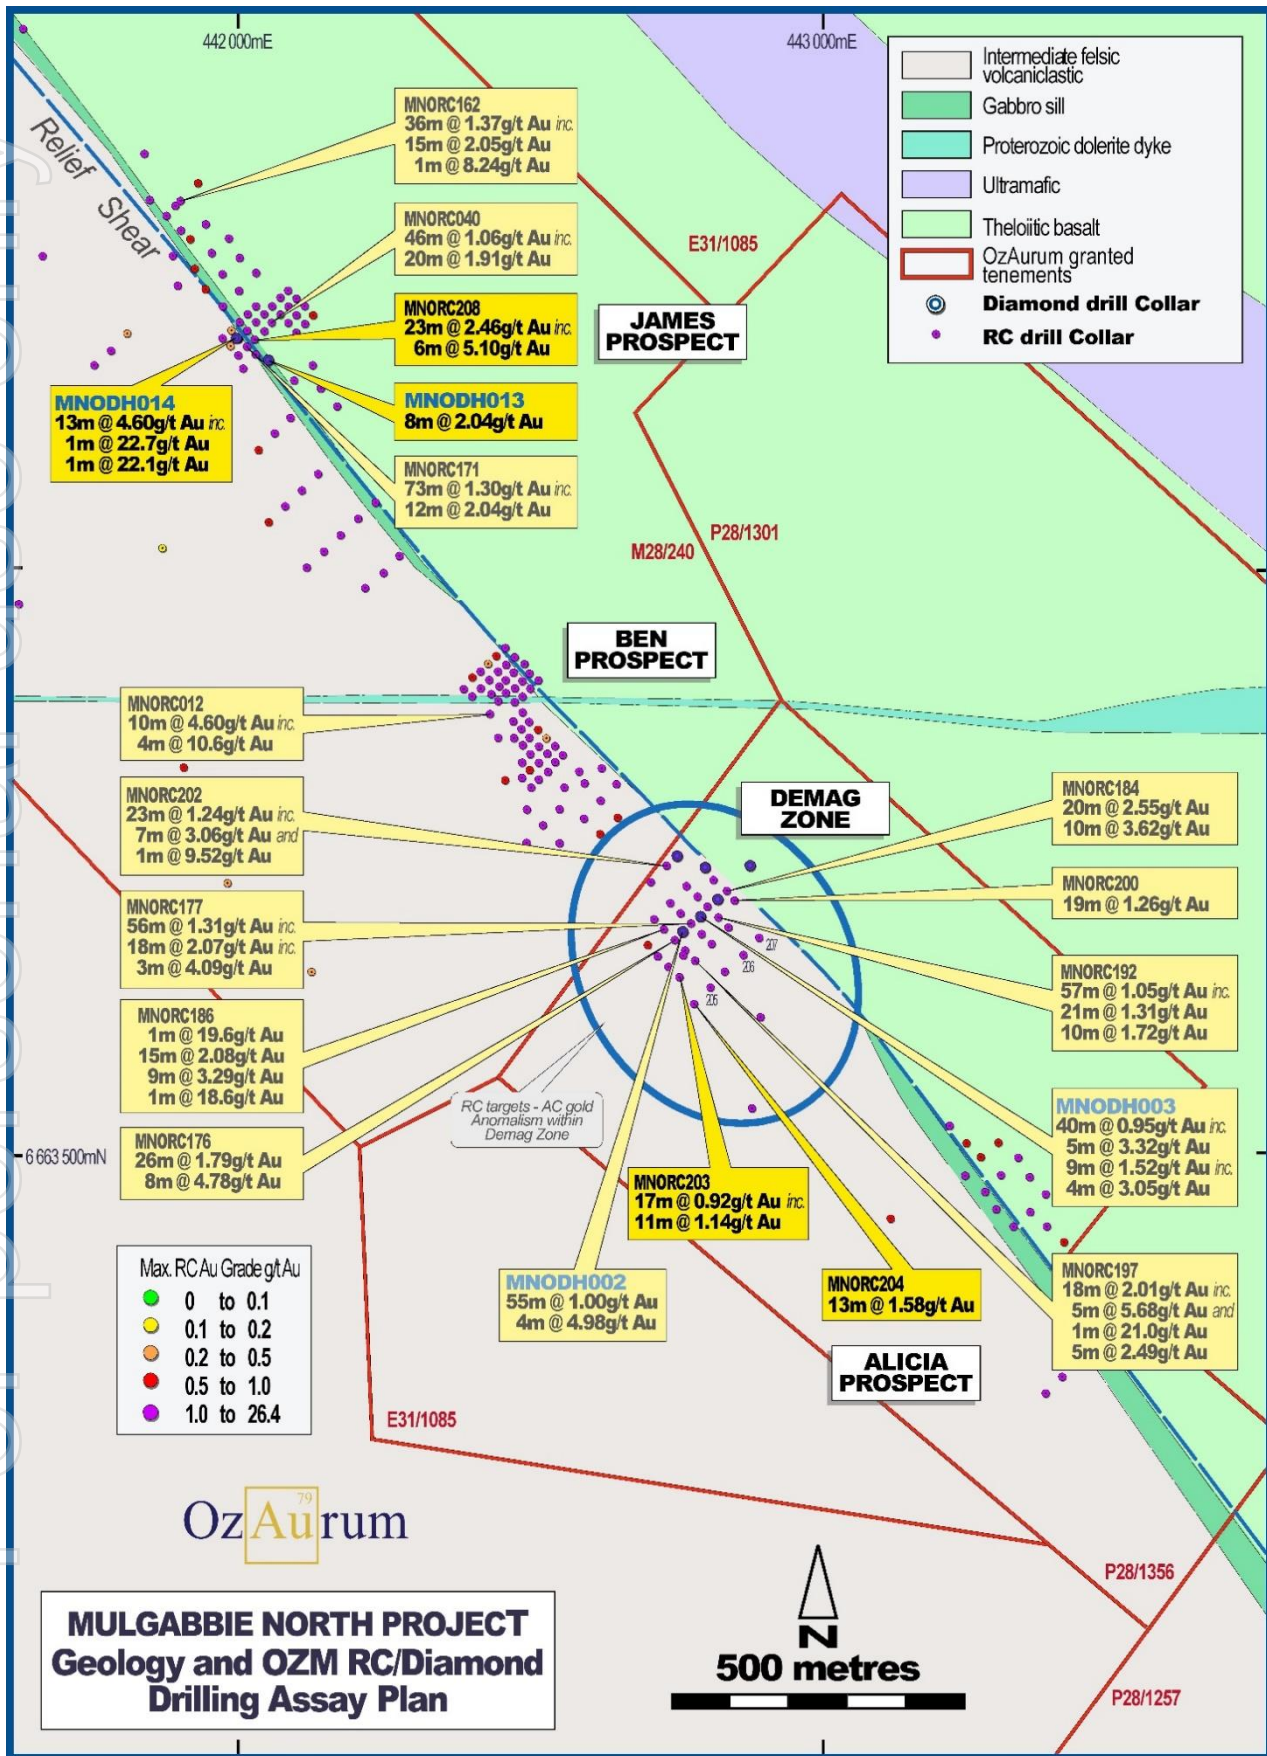 442 000mE
443 000mE
Intermediate felsic
volcaniclastic
Gabbro sill
Proterozoic dolerite dyke
Ultramafic
Theloiitic basalt
OzAurum granted
tenements
Diamond drill Collar
RC drill Collar
Relief
Shear
MNORC162
36m @ 1.37g/t Au inc.
15m @ 2.05g/t Au
1m @ 8.24g/t Au
MNORC040
46m @ 1.06g/t Au inc.
20m @ 1.91g/t Au
E31/1085
MNORC208
23m @ 2.46g/t Au inc.
6m @ 5.10g/t Au
JAMES
PROSPECT
MNODH014
13m @ 4.60g/t Au inc.
1m @ 22.7g/t Au
1m @ 22.1g/t Au
MNODH013
8m @ 2.04g/t Au
MNORC171
73m @ 1.30g/t Au inc.
12m @ 2.04g/t Au
P28/1301
M28/240
BEN
PROSPECT
MNORC012
10m @ 4.60g/t Au inc.
4m @ 10.6g/t Au
MNORC202
23m @ 1.24g/t Au inc.
7m @ 3.06g/t Au and
1m @ 9.52g/t Au
DEMAG
ZONE
MNORC184
20m @ 2.55g/t Au
10m @ 3.62g/t Au
MNORC200
19m @ 1.26g/t Au
MNORC177
56m @ 1.31g/t Au inc.
18m @ 2.07g/t Au inc.
3m @ 4.09g/t Au
207
206
205
MNORC192
57m @ 1.05g/t Au inc.
21m @ 1.31g/t Au
10m @ 1.72g/t Au
MNORC186
1m @ 19.6g/t Au
15m @ 2.08g/t Au
9m @ 3.29g/t Au
1m @ 18.6g/t Au
RC targets - AC gold
Anomalism within
Demag Zone
MNODH003
40m @ 0.95g/t Au inc.
5m @ 3.32g/t Au
9m @ 1.52g/t Au inc.
4m @ 3.05g/t Au
MNORC176
26m @ 1.79g/t Au
8m @ 4.78g/t Au
6 663 500mN
MNORC203
17m @ 0.92g/t Au inc.
11m @ 1.14g/t Au
MNODH002
55m @ 1.00g/t Au
4m @ 4.98g/t Au
MNORC204
13m @ 1.58g/t Au
MNORC197
18m @ 2.01g/t Au inc.
5m @ 5.68g/t Au and
1m @ 21.0g/t Au
5m @ 2.49g/t Au
Max. RC Au Grade g/t Au
0 to 0.1
0.1 to 0.2
0.2 to 0.5
0.5 to 1.0
1.0 to 26.4
ALICIA
PROSPECT
E31/1085
79
OzAurum
P28/1356
P28/1257
N
500 metres
MULGABBIE NORTH PROJECT
Geology and OZM RC/Diamond
Drilling Assay Plan
For personal use only